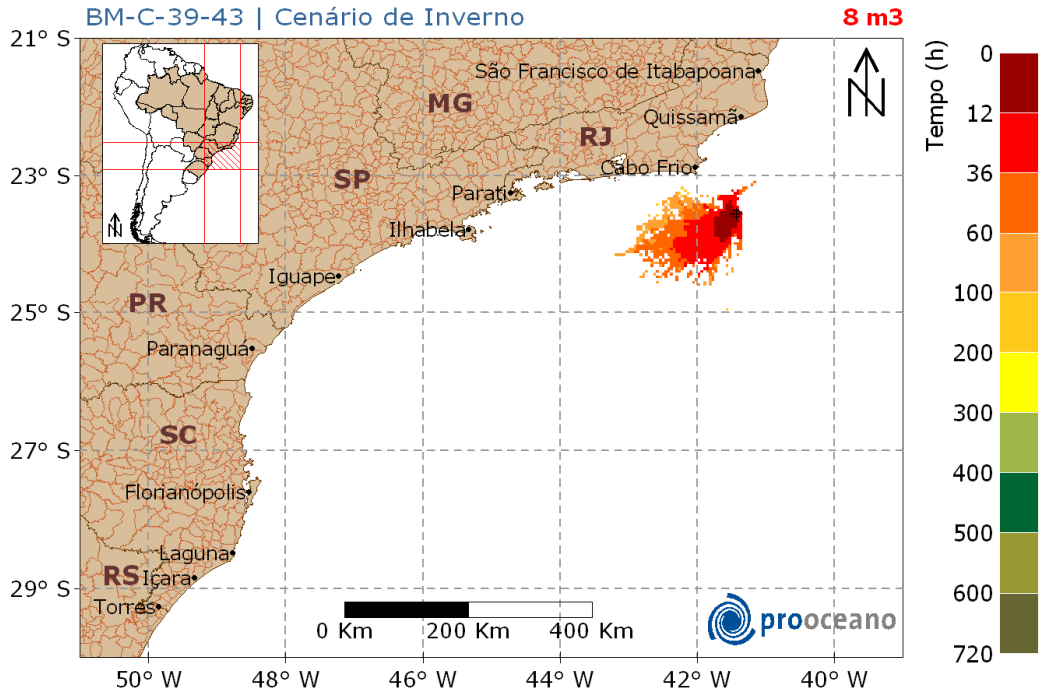 BM-C-39-43 | Cenário de Inverno
8 m3
21° S
23° S
25° S
27° S
29° S
N
N
MG
RJ
SP
PR
SC
RS
São Francisco de Itabapoana
Quissamã
Cabo Frio
Parati
Ilhabela
Iguape
Paranaguá
Florianópolis
Laguna
Içara
Torres
0 Km
200 Km
400 Km
prooceano
50° W
48° W
46° W
44° W
42° W
40° W
Tempo (h)
0
12
36
60
100
200
300
400
500
600
720